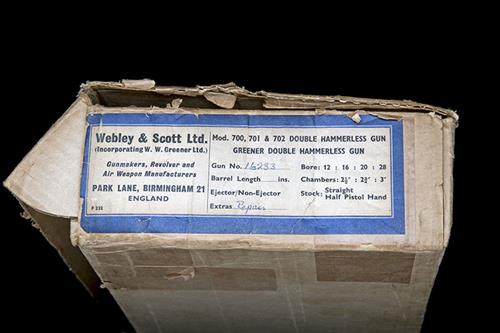 Webley & Scott Ltd.
(Incorporating W. W. Greener Ltd.)
Gunmakers, Revolver and
Air Weapon Manufacturers
PARK LANE, BIRMINGHAM 21
ENGLAND
P 235
Mod. 700, 701 & 702 DOUBLE HAMMERLESS GUN
GREENER DOUBLE HAMMERLESS GUN
Gun No. 16233 Bore: 12 : 16 : 20 : 28
Barrel Length ins. Chambers: 2½" : 2¾" : 3"
Ejector/Non-Ejector Stock: Straight
Half Pistol Hand
Extras Repair